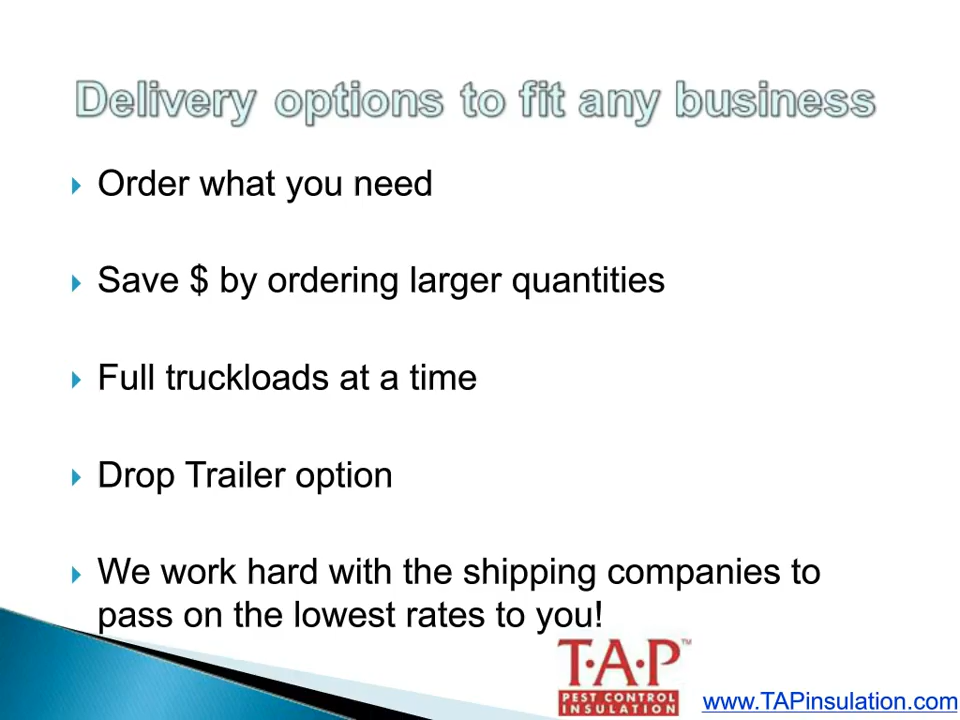 Delivery options to fit any business
Order what you need
Save $ by ordering larger quantities
Full truckloads at a time
Drop Trailer option
We work hard with the shipping companies to
pass on the lowest rates to you!
T·A·P™
PEST CONTROL
INSULATION
www.TAPinsulation.com